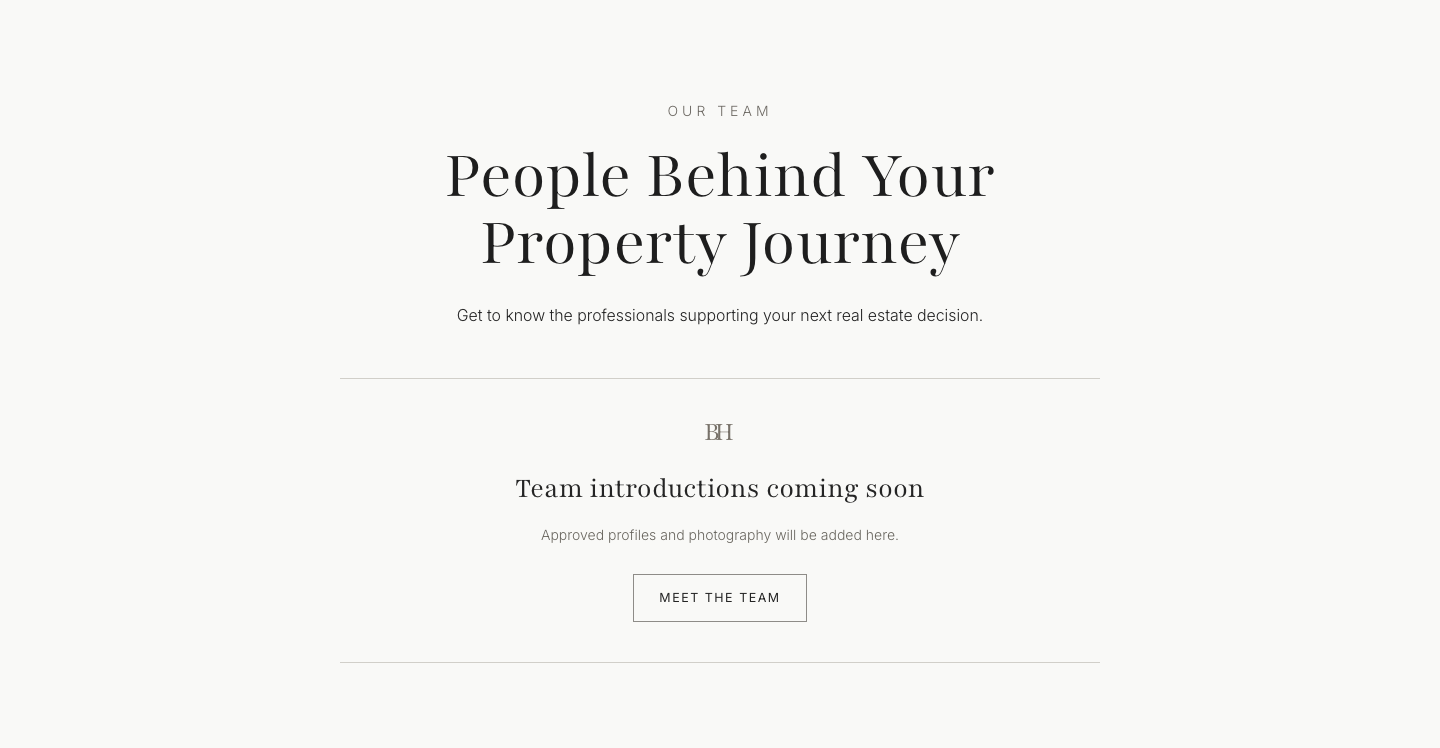 OUR TEAM
People Behind Your
Property Journey
Get to know the professionals supporting your next real estate decision.
BH
Team introductions coming soon
Approved profiles and photography will be added here.
MEET THE TEAM